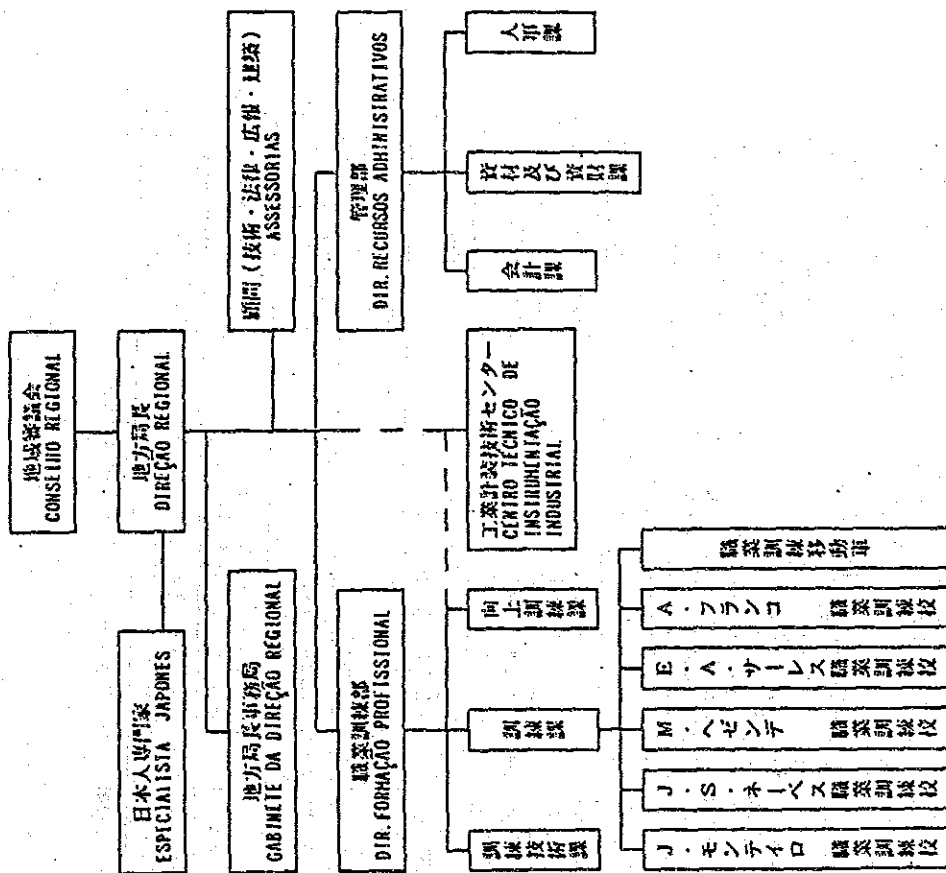 地域審議会
CONSELHO REGIONAL
地方局長
DIREÇÃO REGIONAL
日本人専門家
ESPECIALISTA JAPONES
顧問(技術・法律・広報・建築)
ASSESSORIAS
地方局長事務局
GABINETE DA DIREÇÃO REGIONAL
職業訓練部
DIR. FORMAÇÃO PROFISSIONAL
管理部
DIR. RECURSOS ADMINISTRATIVOS
訓練技術課
訓練課
向上訓練課
工業計装技術センター
CENTRO TECNICO DE
INSTRUMENTAÇÃO
INDUSTRIAL
会計課
資材及び資財課
人事課
J・モンテイロ 職業訓練校
J・S・ネーベス職業訓練校
M・ヘゼンデ 職業訓練校
E・A・サーレス職業訓練校
A・フランコ 職業訓練校
職業訓練移動車